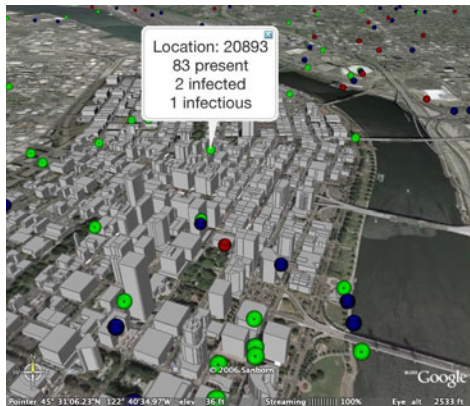 Location: 20893
83 present
2 infected
1 infectious
© 2006 Sanborn
Google
Pointer 45° 31'06.23"N 122° 40'34.97"W elev 36 ft Streaming |||||||||| 100% Eye alt 2533 ft